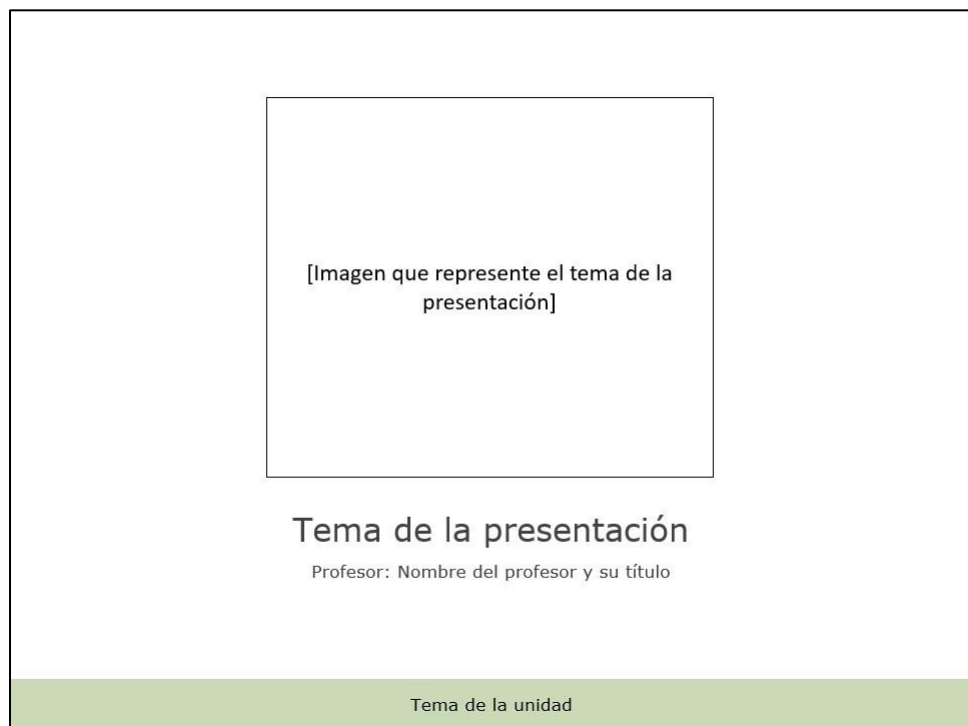 [Imagen que represente el tema de la
presentación]
Tema de la presentación
Profesor: Nombre del profesor y su título
Tema de la unidad